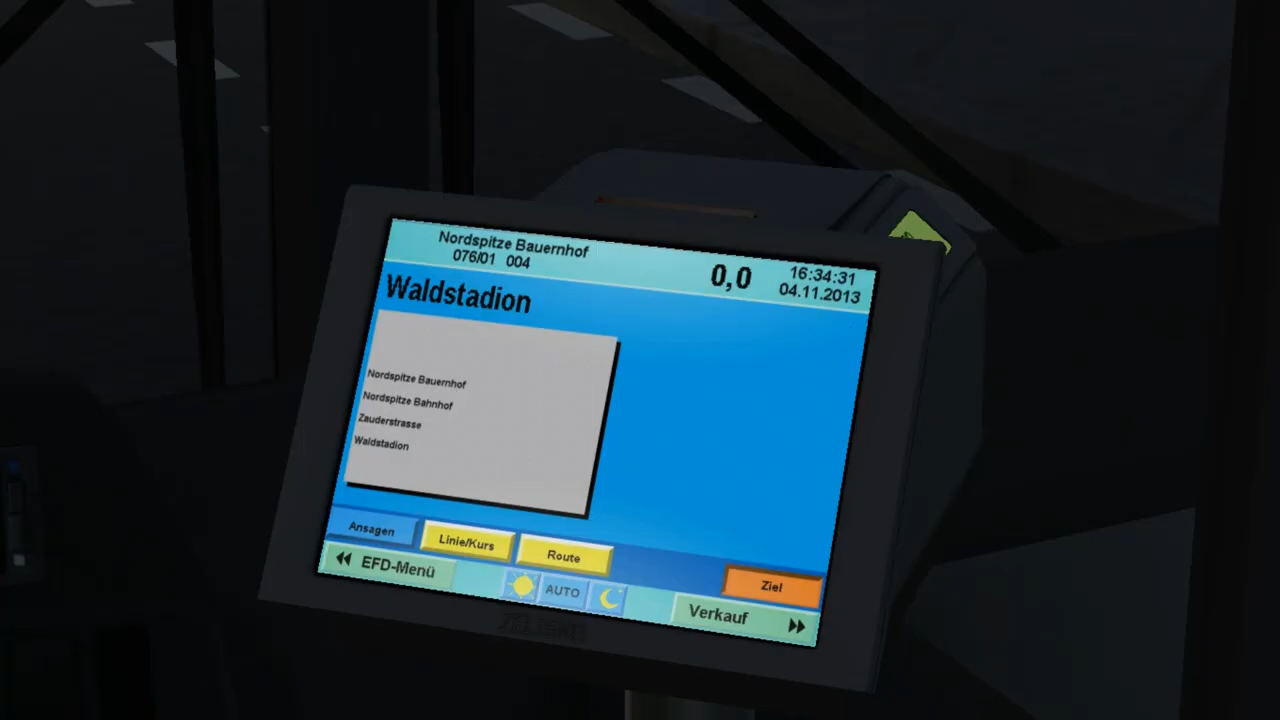 Nordspitze Bauernhof
076/01 004
0,0
16:34:31
04.11.2013
Waldstadion
Nordspitze Bauernhof
Nordspitze Bahnhof
Zauderstrasse
Waldstadion
Ansagen
Linie/Kurs
Route
Ziel
EFD-Menü
AUTO
Verkauf